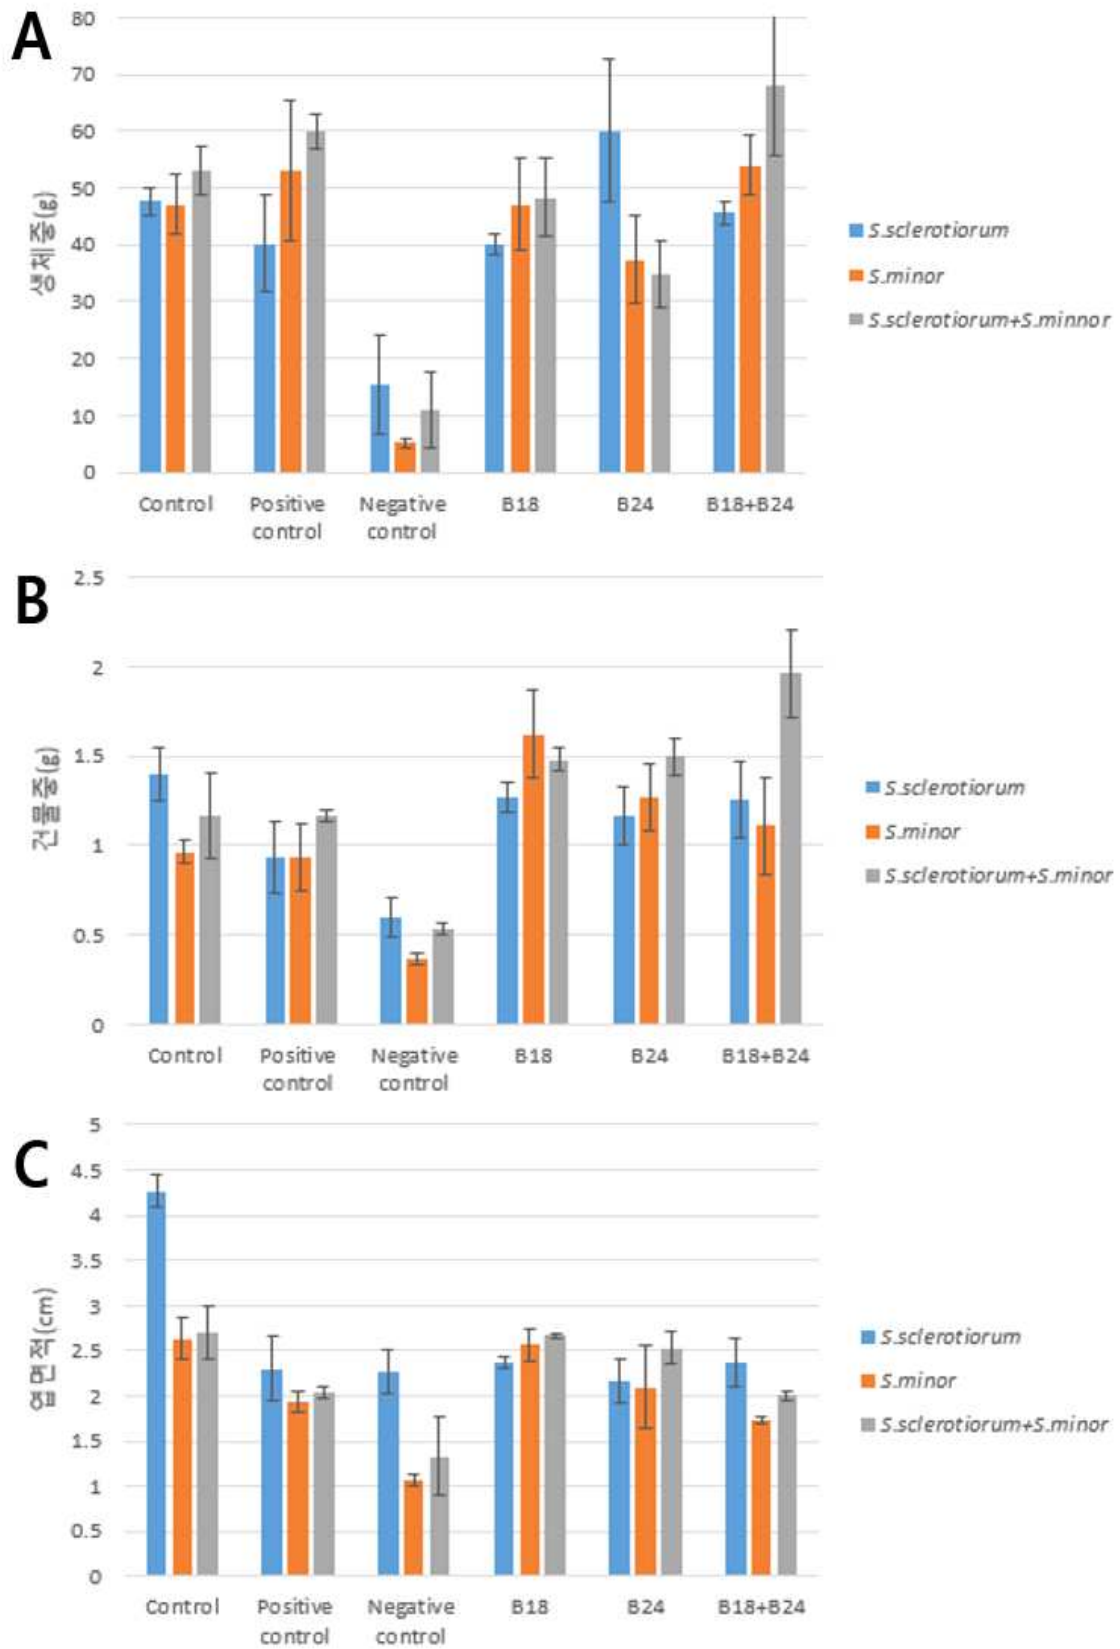 A
80
70
60
50
40
30
20
10
0
생체중(g)
Control
Positive control
Negative control
B18
B24
B18+B24
S.sclerotiorum
S.minor
S.sclerotiorum+S.minnor
B
2.5
2
1.5
1
0.5
0
건물중(g)
Control
Positive control
Negative control
B18
B24
B18+B24
S.sclerotiorum
S.minor
S.sclerotiorum+S.minor
C
5
4.5
4
3.5
3
2.5
2
1.5
1
0.5
0
엽면적(cm)
Control
Positive control
Negative control
B18
B24
B18+B24
S.sclerotiorum
S.minor
S.sclerotiorum+S.minor